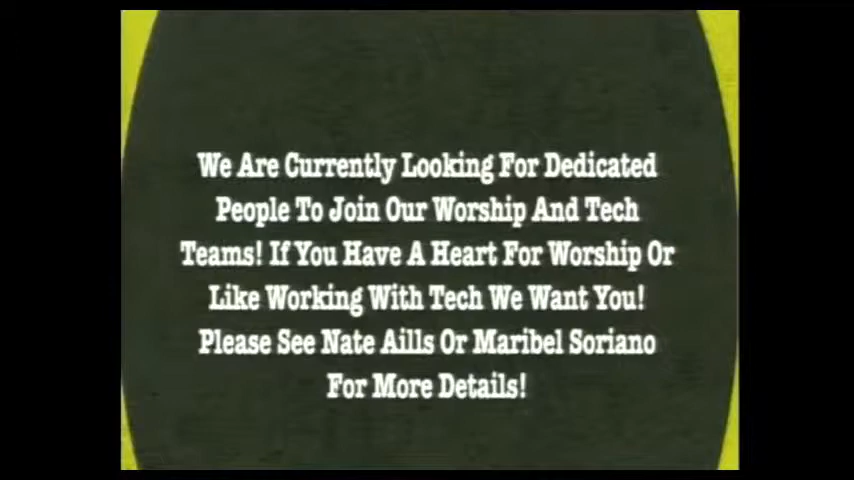 We Are Currently Looking For Dedicated
People To Join Our Worship And Tech
Teams! If You Have A Heart For Worship Or
Like Working With Tech We Want You!
Please See Nate Aills Or Maribel Soriano
For More Details!